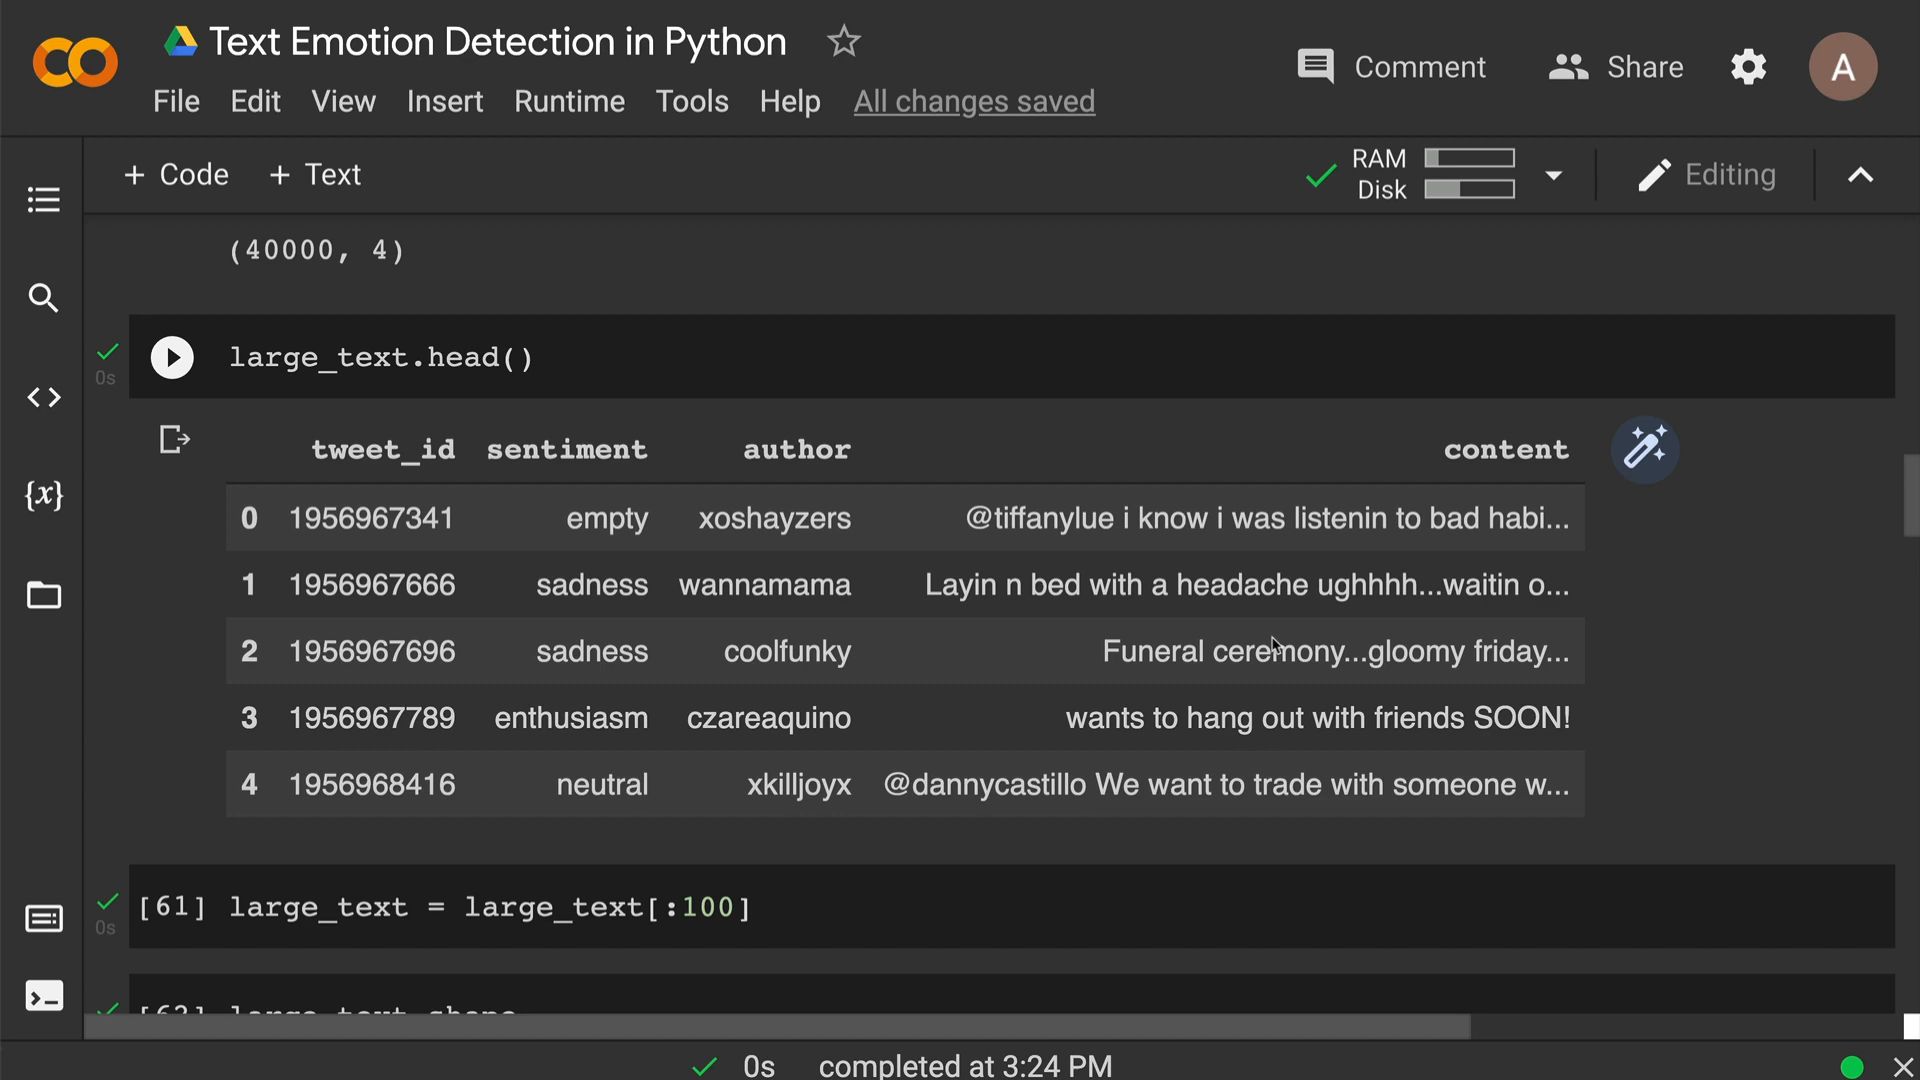 Text Emotion Detection in Python
Comment Share A
File Edit View Insert Runtime Tools Help All changes saved
+ Code + Text
RAM
Disk
Editing
(40000, 4)
0s
large_text.head()
tweet_id sentiment author content
0 1956967341 empty xoshayzers @tiffanylue i know i was listenin to bad habi...
1 1956967666 sadness wannamama Layin n bed with a headache ughhhh...waitin o...
2 1956967696 sadness coolfunky Funeral ceremony...gloomy friday...
3 1956967789 enthusiasm czareaquino wants to hang out with friends SOON!
4 1956968416 neutral xkilljoyx @dannycastillo We want to trade with someone w...
{x}
[61] large_text = large_text[:100]
0s
[62] large_text.shape
0s completed at 3:24 PM